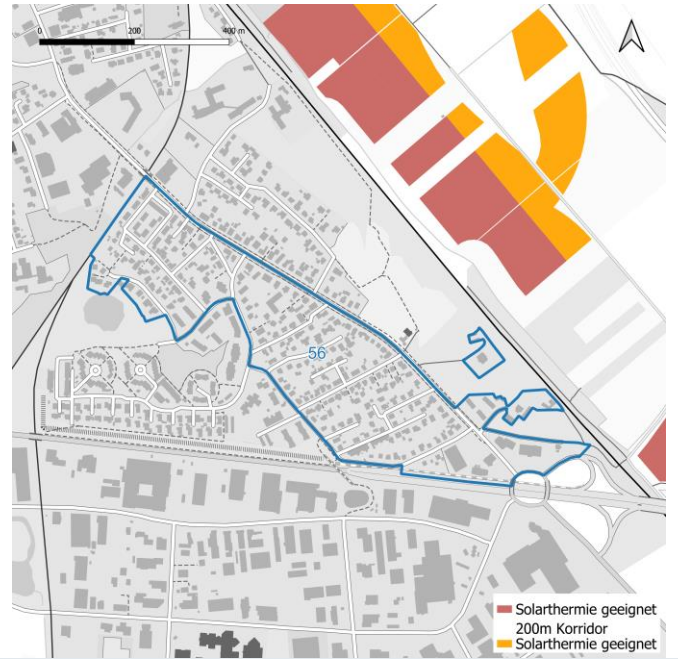 0 200 400 m
56
Solarthermie geeignet
200m Korridor
Solarthermie geeignet